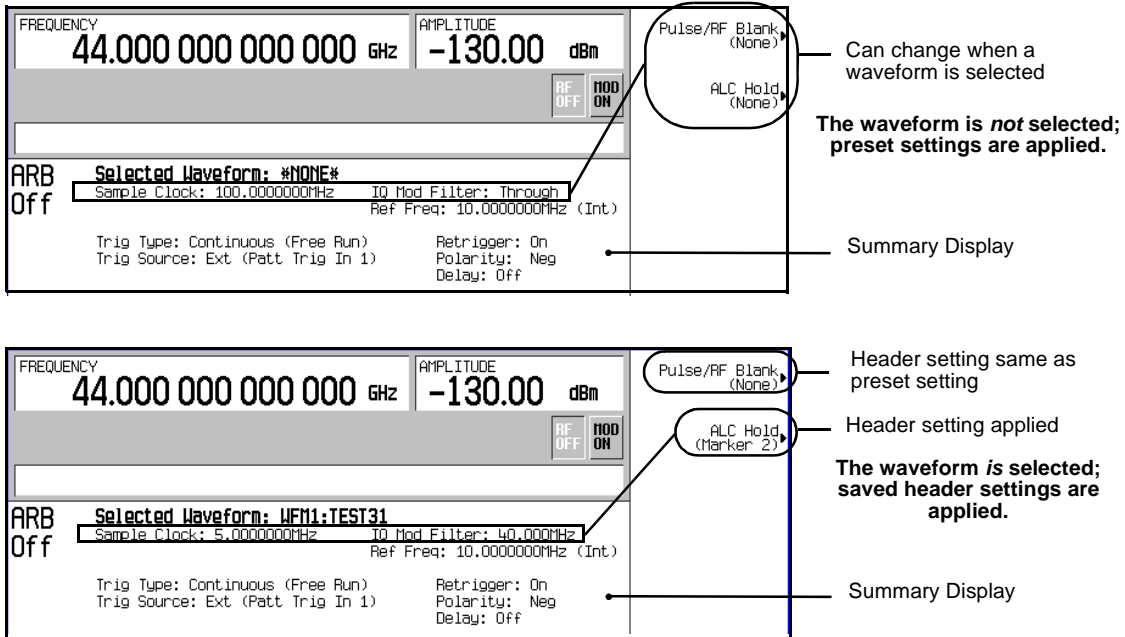 FREQUENCY
44.000 000 000 000 GHz
AMPLITUDE
-130.00 dBm
RF OFF
MOD ON
Pulse/RF Blank
(None)
ALC Hold
(None)
Can change when a
waveform is selected
The waveform is not selected;
preset settings are applied.
ARB
Off
Selected Waveform: *NONE*
Sample Clock: 100.0000000MHz IQ Mod Filter: Through
Ref Freq: 10.0000000MHz (Int)
Trig Type: Continuous (Free Run) Retrigger: On
Trig Source: Ext (Patt Trig In 1) Polarity: Neg
Delay: Off
Summary Display
FREQUENCY
44.000 000 000 000 GHz
AMPLITUDE
-130.00 dBm
RF OFF
MOD ON
Pulse/RF Blank
(None)
ALC Hold
(Marker 2)
Header setting same as
preset setting
Header setting applied
The waveform is selected;
saved header settings are
applied.
ARB
Off
Selected Waveform: WFM1:TEST31
Sample Clock: 5.0000000MHz IQ Mod Filter: 40.000MHz
Ref Freq: 10.0000000MHz (Int)
Trig Type: Continuous (Free Run) Retrigger: On
Trig Source: Ext (Patt Trig In 1) Polarity: Neg
Delay: Off
Summary Display